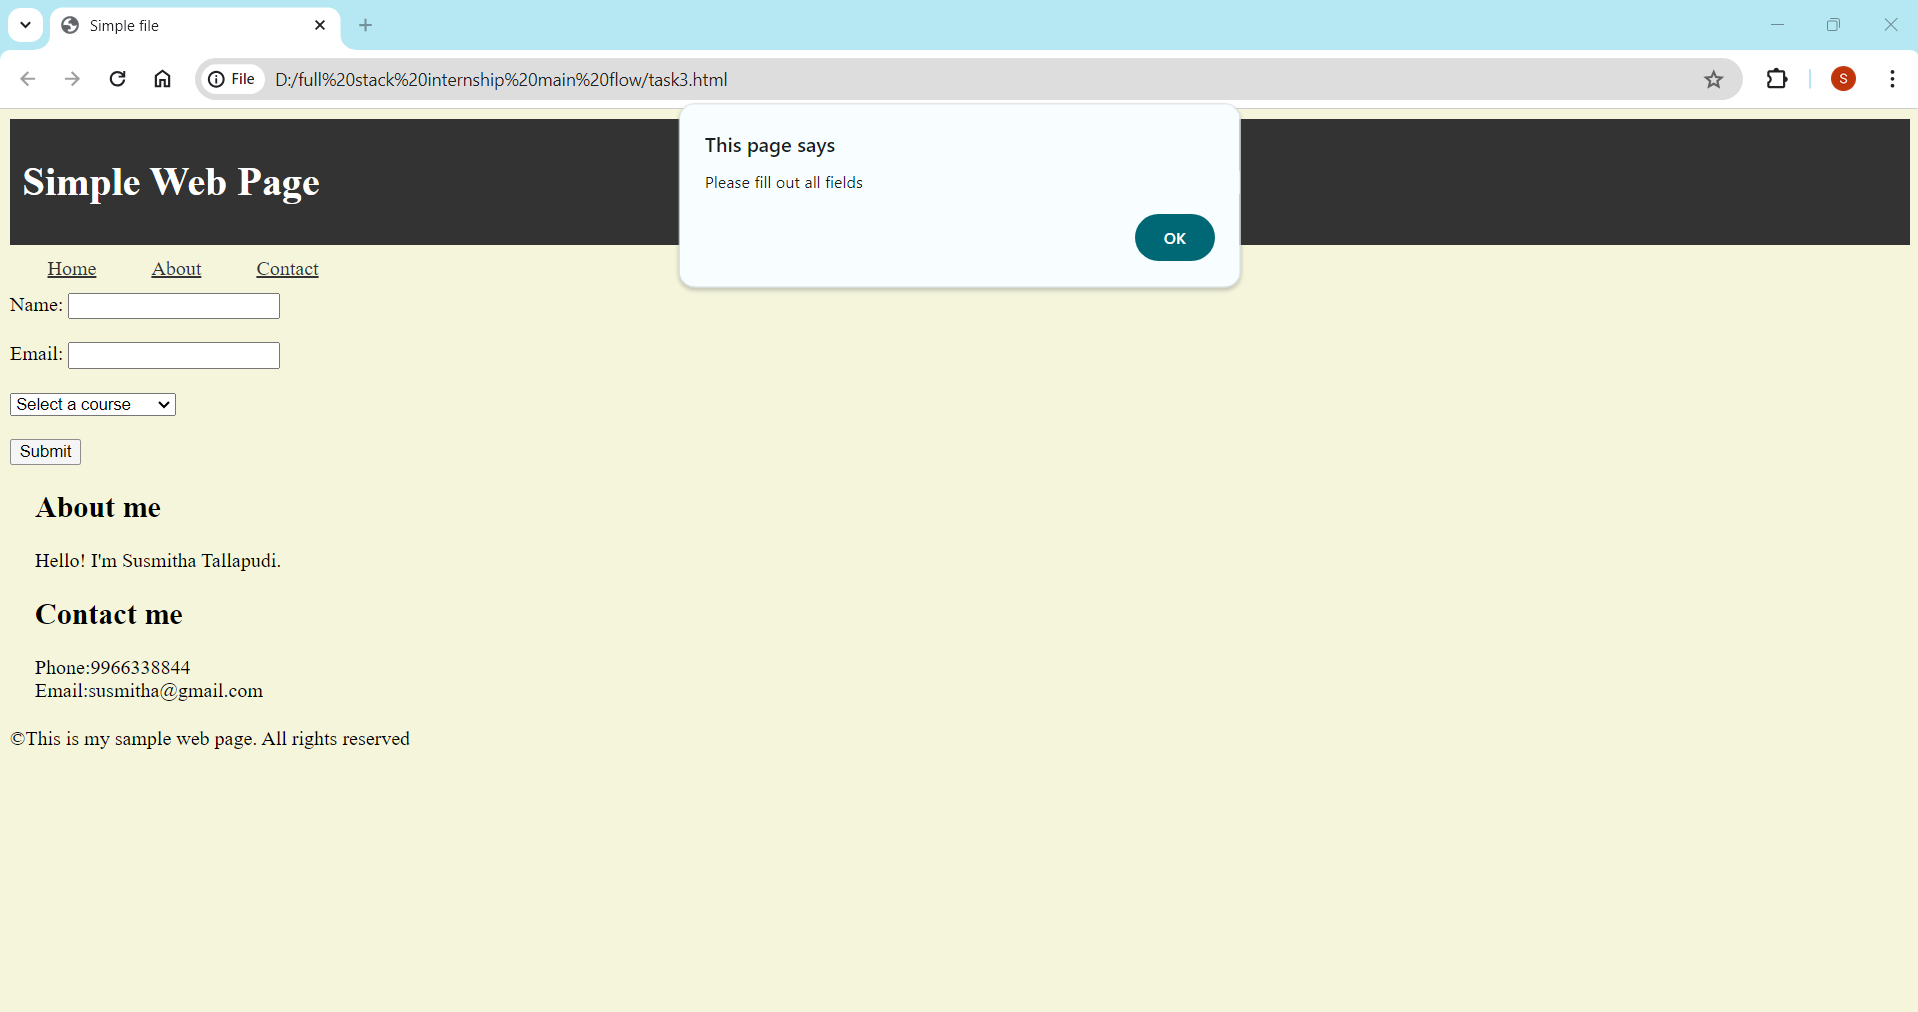 Simple file
File D:/full%20stack%20internship%20main%20flow/task3.html
S
This page says
Please fill out all fields
OK
Simple Web Page
Home About Contact
Name:
Email:
Select a course
Submit
About me
Hello! I'm Susmitha Tallapudi.
Contact me
Phone:9966338844
Email:susmitha@gmail.com
©This is my sample web page. All rights reserved